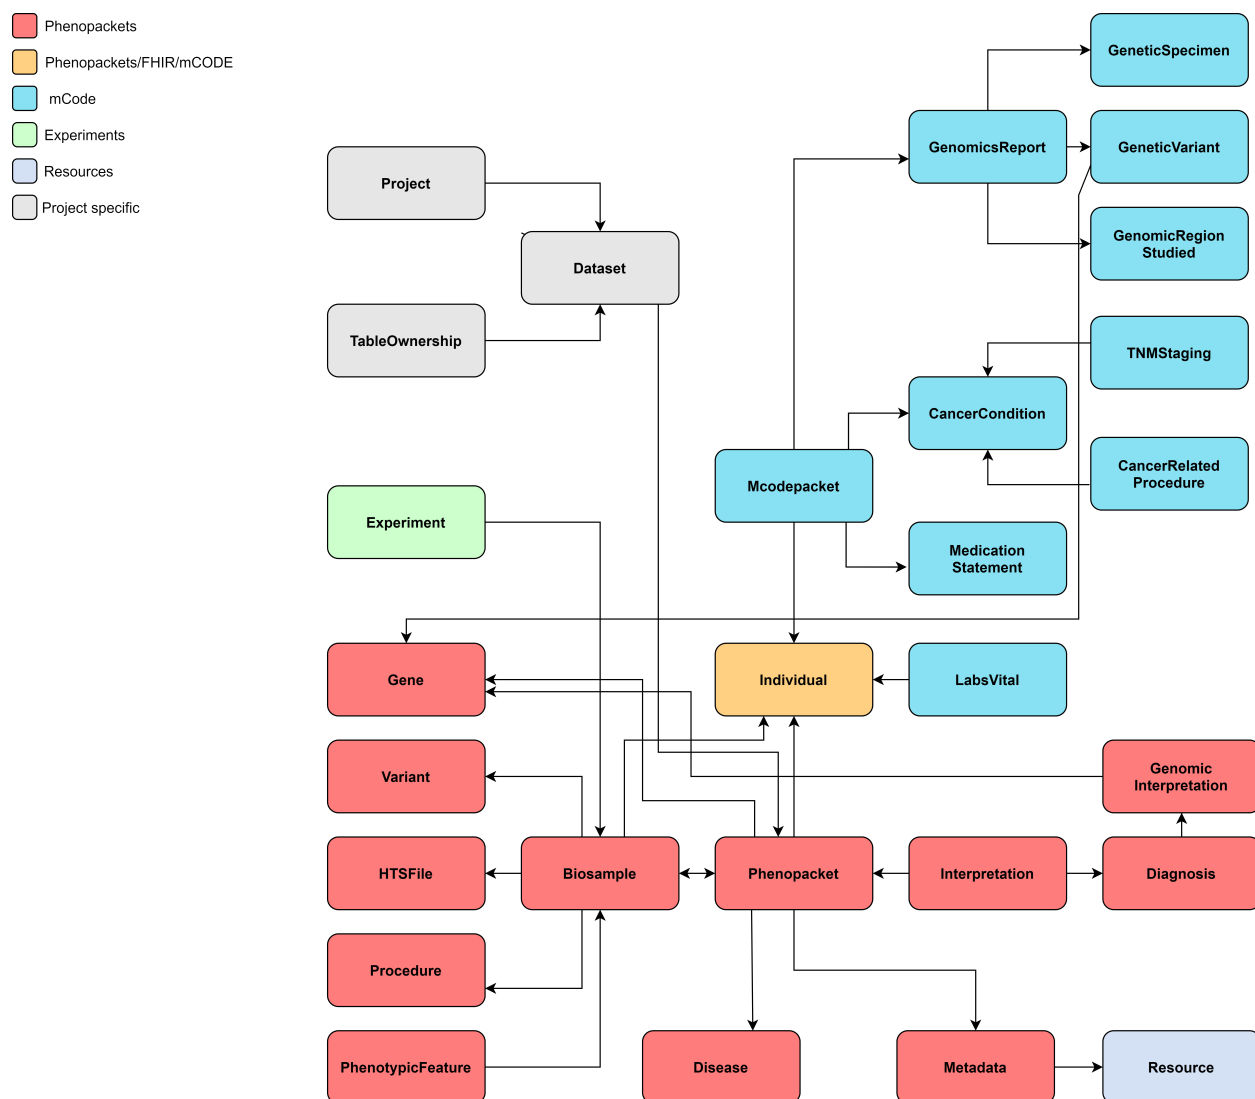 Phenopackets
Phenopackets/FHIR/mCODE
mCode
Experiments
Resources
Project specific
GeneticSpecimen
GenomicsReport
GeneticVariant
Project
GenomicRegion
Studied
Dataset
TableOwnership
TNMStaging
CancerCondition
CancerRelated
Procedure
Mcodepacket
Experiment
Medication
Statement
Gene
Individual
LabsVital
Variant
Genomic
Interpretation
HTSFile
Biosample
Phenopacket
Interpretation
Diagnosis
Procedure
PhenotypicFeature
Disease
Metadata
Resource